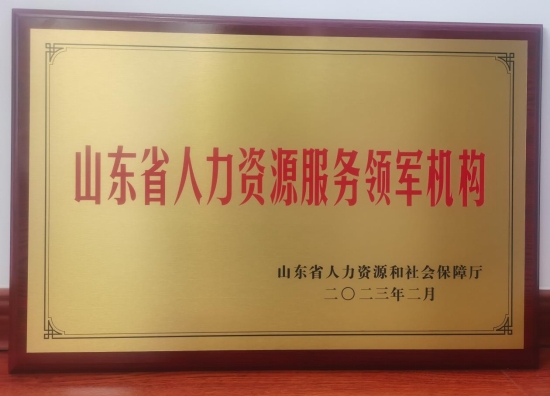 山东省人力资源服务领军机构
山东省人力资源和社会保障厅
二〇二三年二月